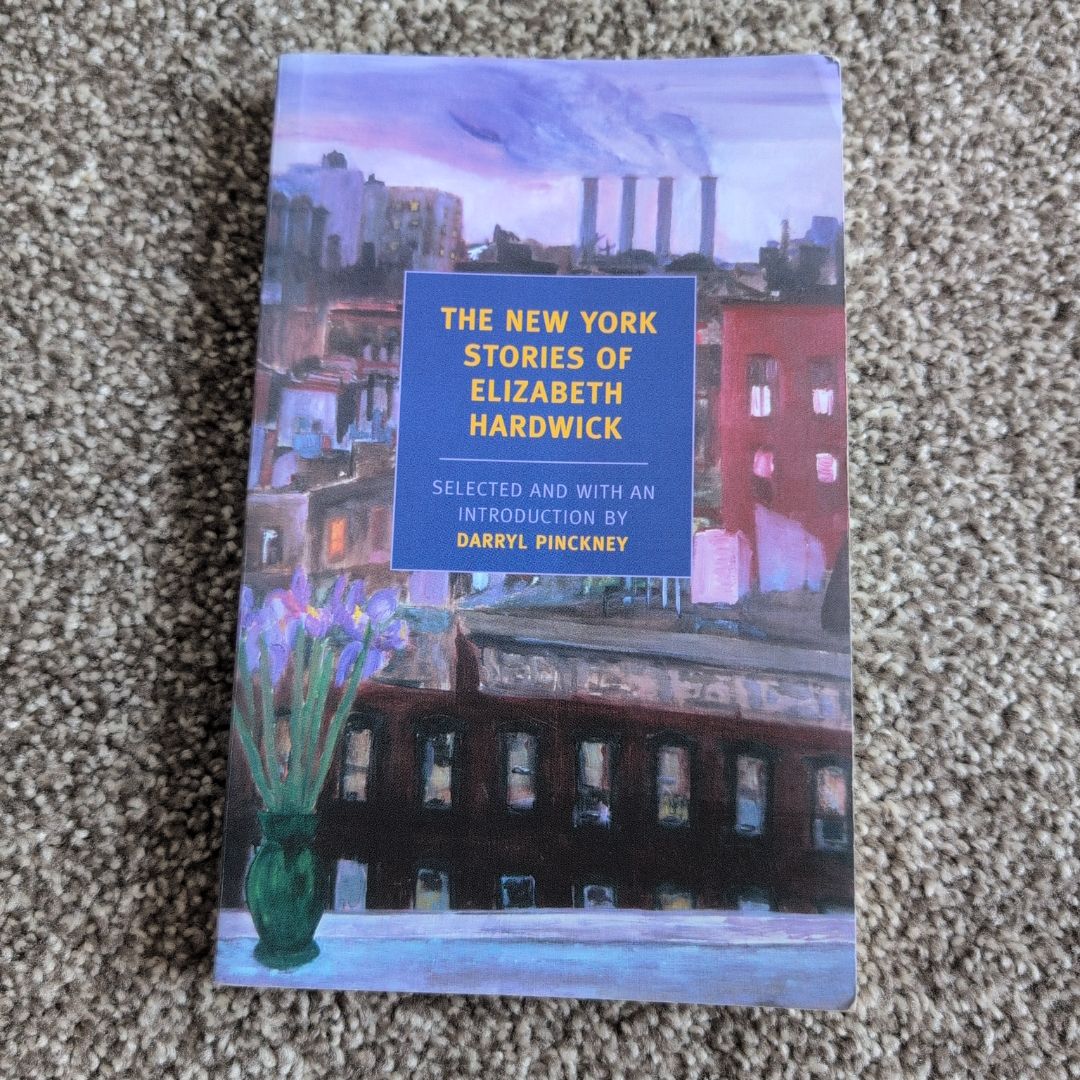 THE NEW YORK
STORIES OF
ELIZABETH
HARDWICK
SELECTED AND WITH AN
INTRODUCTION BY
DARRYL PINCKNEY